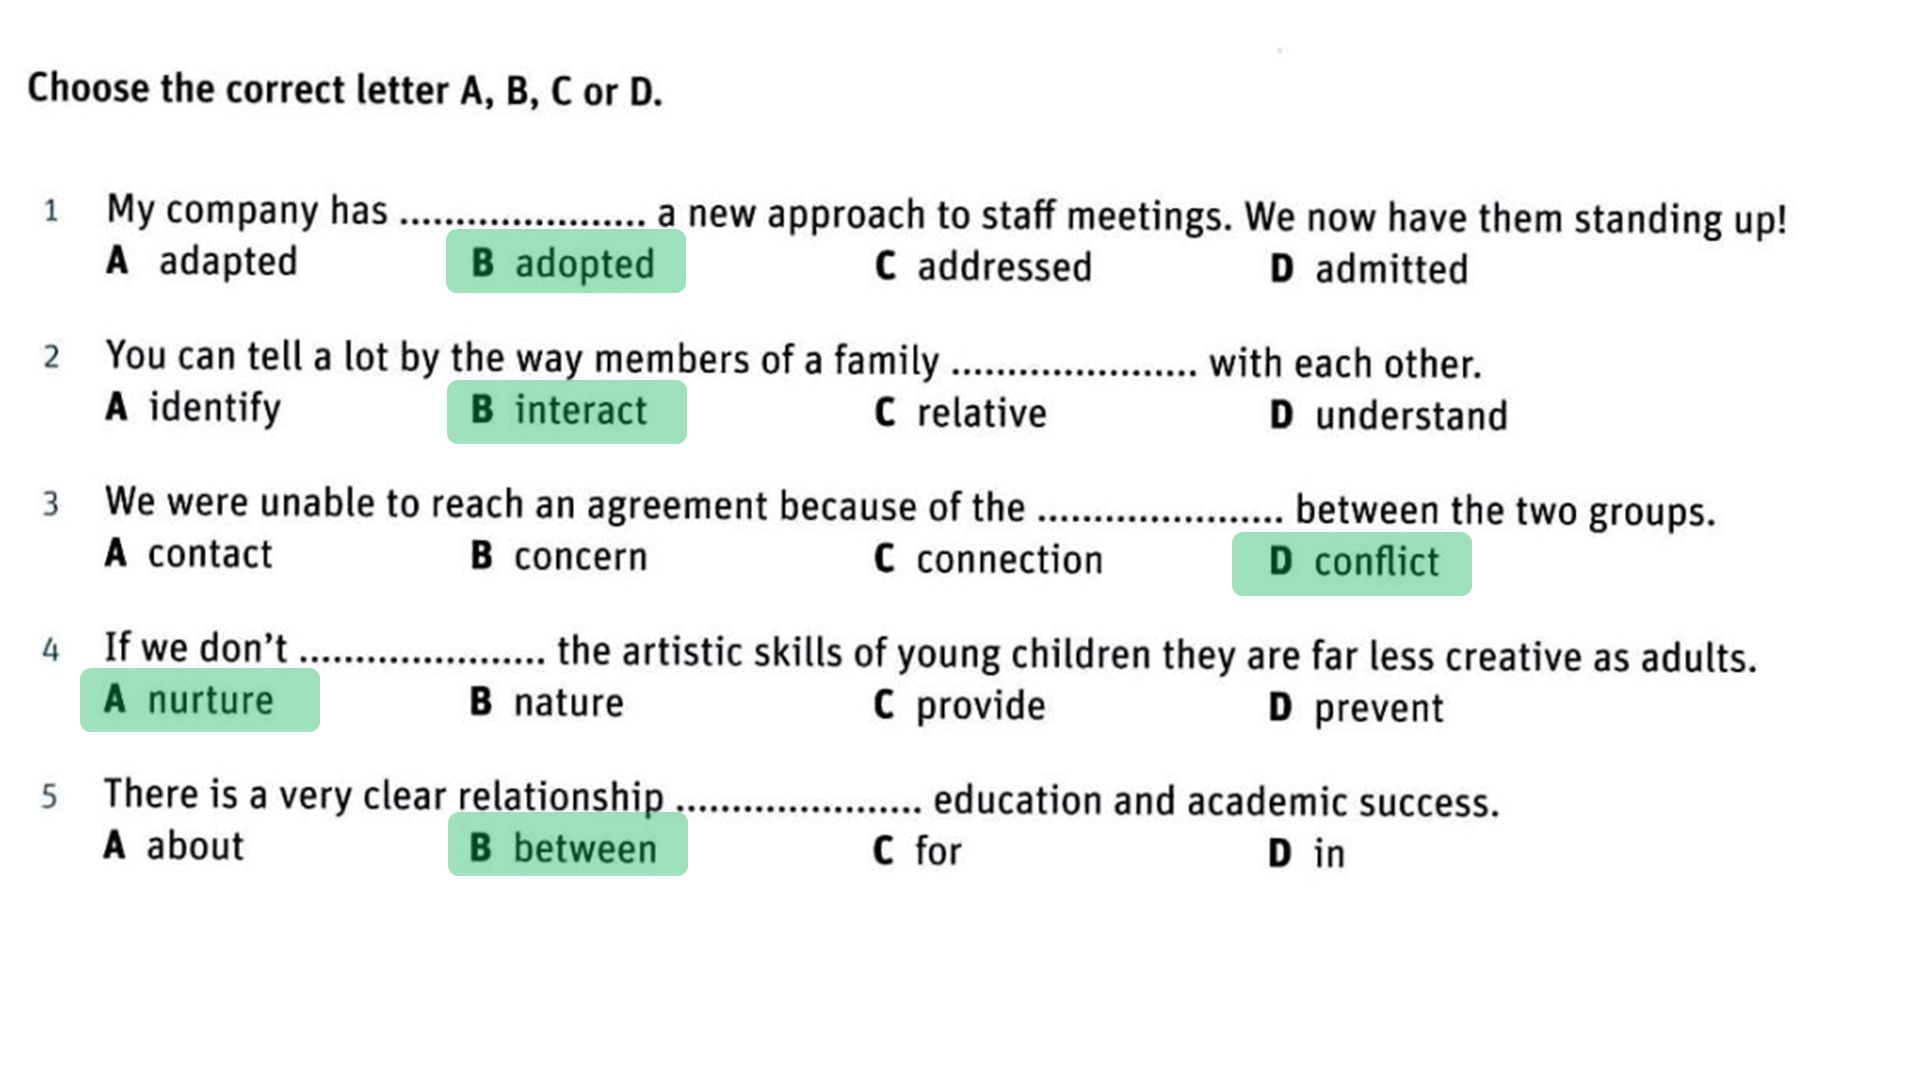 Choose the correct letter A, B, C or D.
1 My company has ...................... a new approach to staff meetings. We now have them standing up!
A adapted B adopted C addressed D admitted
2 You can tell a lot by the way members of a family ...................... with each other.
A identify B interact C relative D understand
3 We were unable to reach an agreement because of the ...................... between the two groups.
A contact B concern C connection D conflict
4 If we don't ...................... the artistic skills of young children they are far less creative as adults.
A nurture B nature C provide D prevent
5 There is a very clear relationship ...................... education and academic success.
A about B between C for D in